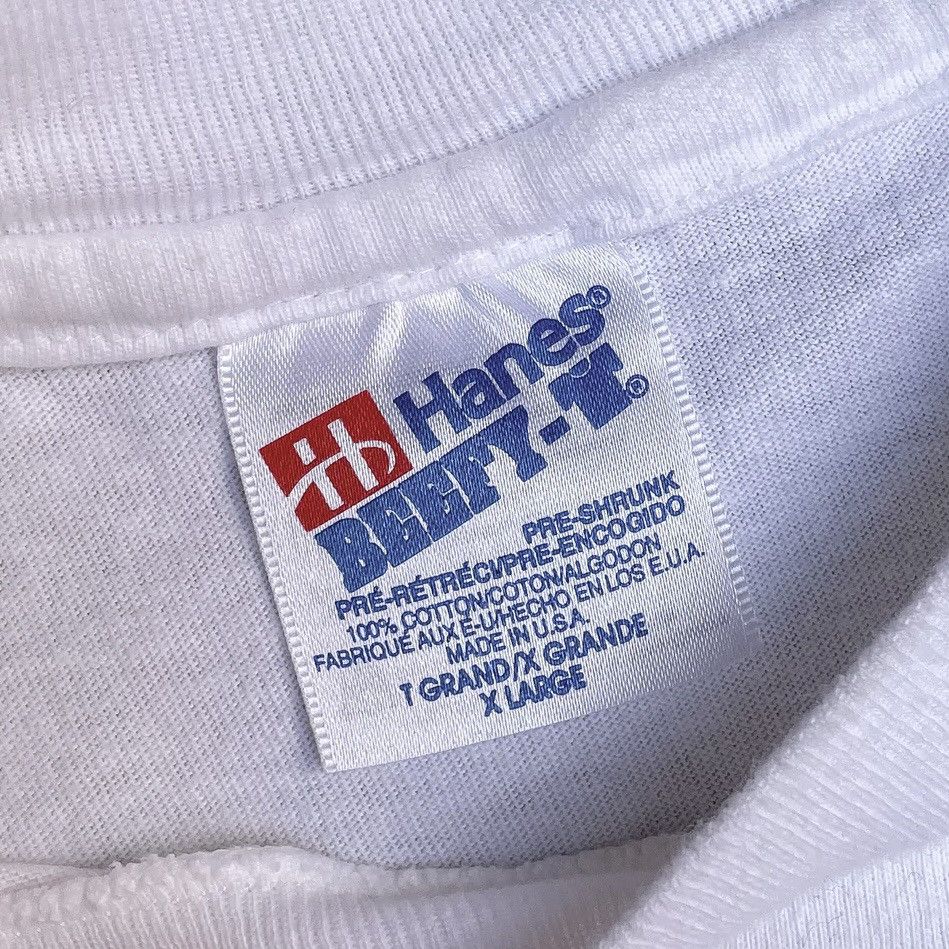 Hanes®
BEEFY-T®
PRE-SHRUNK
PRÉ-RÉTRÉCI/PRE-ENCOGIDO
100% COTTON/COTON/ALGODON
FABRIQUÉ AUX E-U/HECHO EN LOS E.U.A.
MADE IN U.S.A.
T GRAND/X GRANDE
X LARGE